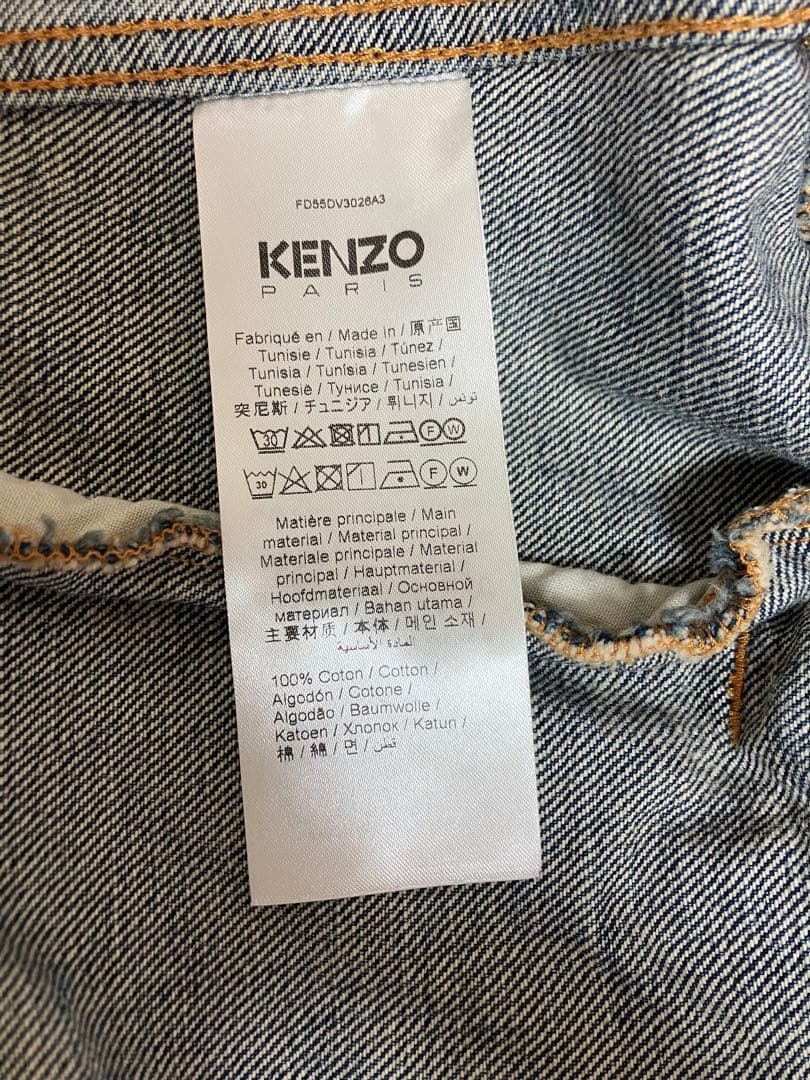 FD55DV3026A3
KENZO
PARIS
Fabriqué en / Made in / 原产国
Tunisie / Tunisia / Túnez /
Tunisia / Tunísia / Tunesien /
Tunesië / Тунисе / Tunisia /
突尼斯 / チュニジア / 튀니지 / تونس
30 F W
30 F W
Matière principale / Main
material / Material principal /
Materiale principale / Material
principal / Hauptmaterial /
Hoofdmateriaal / Основной
материал / Bahan utama /
主要材质 / 本体 / 메인 소재 /
المادة الأساسية
100% Coton / Cotton /
Algodón / Cotone /
Algodão / Baumwolle /
Katoen / Хлопок / Katun /
棉 / 綿 / 면 / قطن